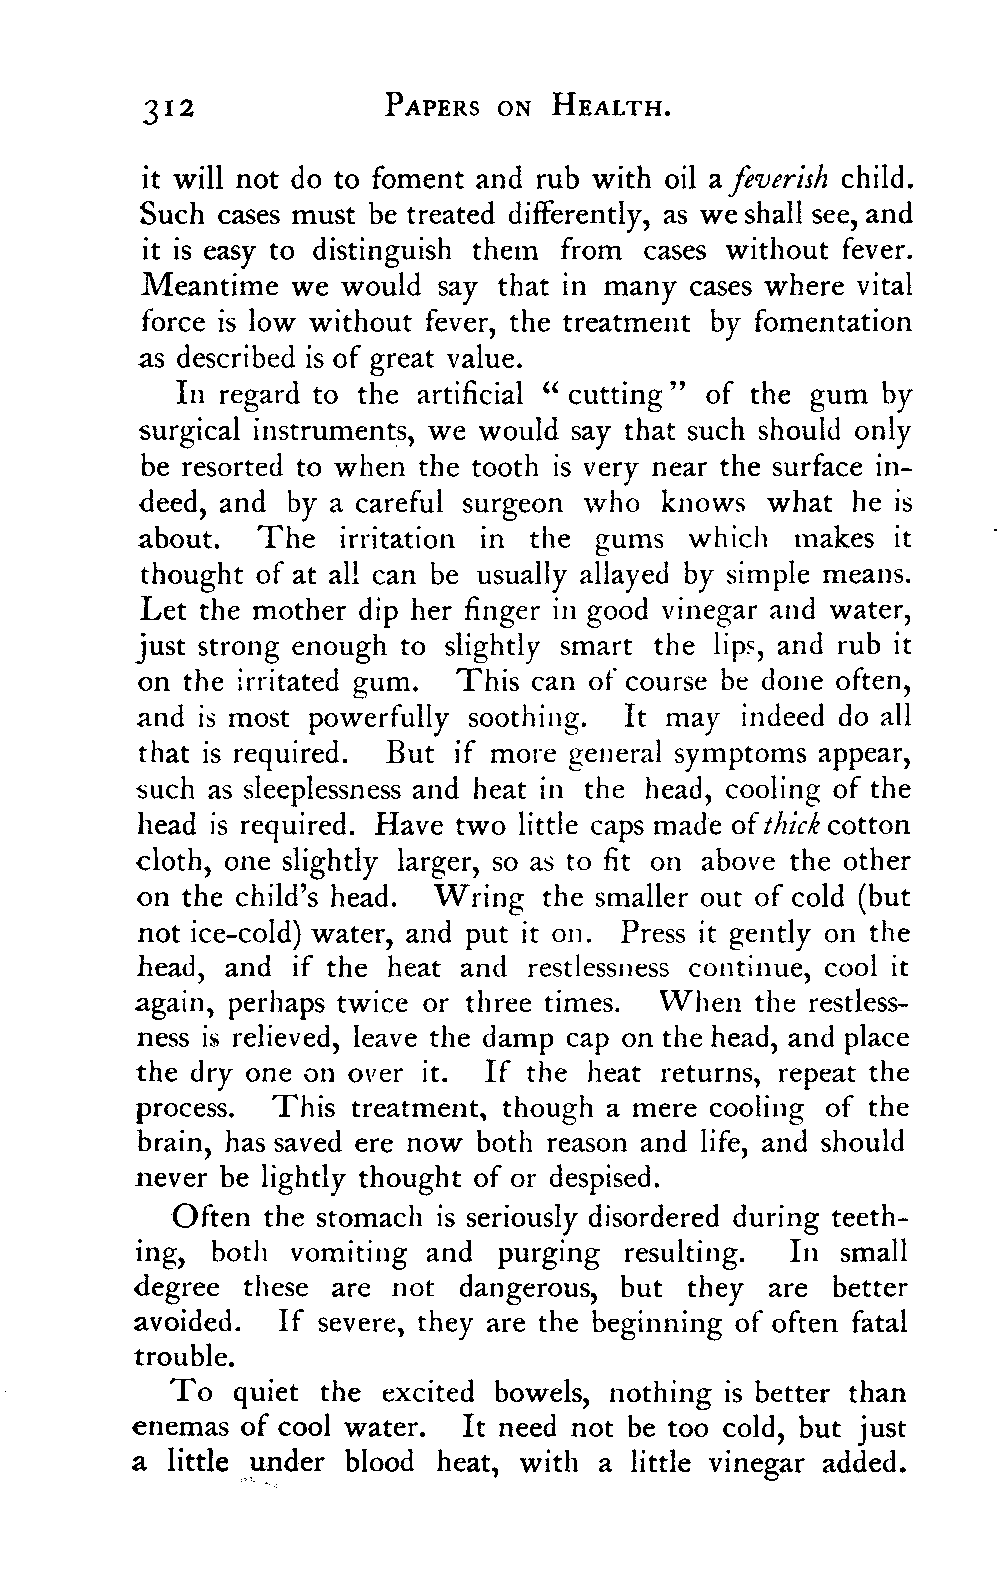 312 PAPERS ON HEALTH.
it will not do to foment and rub with oil a feverish child.
Such cases must be treated differently, as we shall see, and
it is easy to distinguish them from cases without fever.
Meantime we would say that in many cases where vital
force is low without fever, the treatment by fomentation
as described is of great value.
In regard to the artificial “ cutting ” of the gum by
surgical instruments, we would say that such should only
be resorted to when the tooth is very near the surface in-
deed, and by a careful surgeon who knows what he is
about. The irritation in the gums which makes it
thought of at all can be usually allayed by simple means.
Let the mother dip her finger in good vinegar and water,
just strong enough to slightly smart the lips, and rub it
on the irritated gum. This can of course be done often,
and is most powerfully soothing. It may indeed do all
that is required. But if more general symptoms appear,
such as sleeplessness and heat in the head, cooling of the
head is required. Have two little caps made of thick cotton
cloth, one slightly larger, so as to fit on above the other
on the child's head. Wring the smaller out of cold (but
not ice-cold) water, and put it on. Press it gently on the
head, and if the heat and restlessness continue, cool it
again, perhaps twice or three times. When the restless-
ness is relieved, leave the damp cap on the head, and place
the dry one on over it. If the heat returns, repeat the
process. This treatment, though a mere cooling of the
brain, has saved ere now both reason and life, and should
never be lightly thought of or despised.
Often the stomach is seriously disordered during teeth-
ing, both vomiting and purging resulting. In small
degree these are not dangerous, but they are better
avoided. If severe, they are the beginning of often fatal
trouble.
To quiet the excited bowels, nothing is better than
enemas of cool water. It need not be too cold, but just
a little under blood heat, with a little vinegar added.